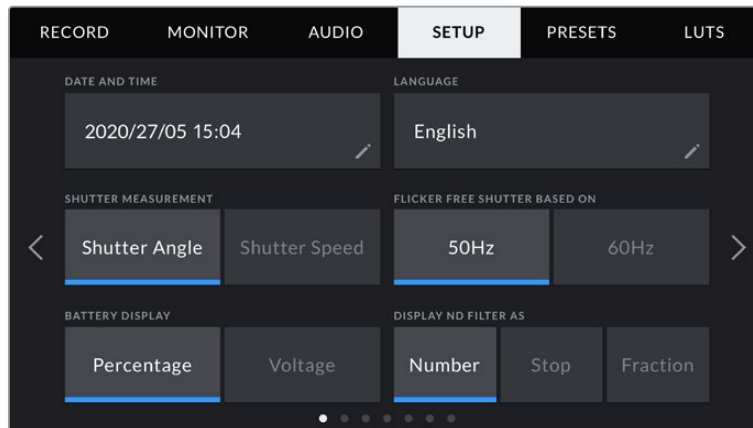 RECORD MONITOR AUDIO SETUP PRESETS LUTS
DATE AND TIME LANGUAGE
2020/27/05 15:04 English
SHUTTER MEASUREMENT FLICKER FREE SHUTTER BASED ON
Shutter Angle Shutter Speed 50Hz 60Hz
BATTERY DISPLAY DISPLAY ND FILTER AS
Percentage Voltage Number Stop Fraction